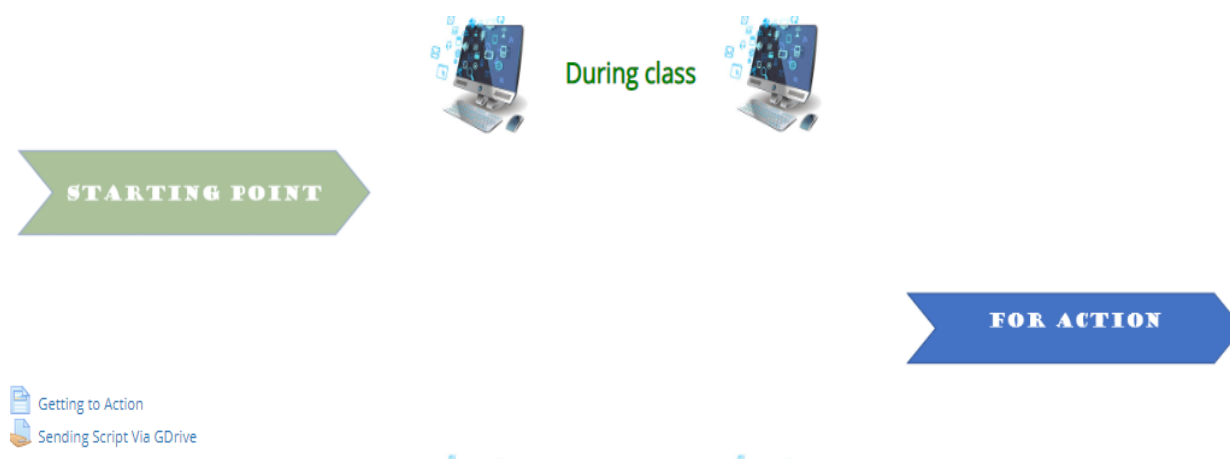 During class
STARTING POINT
FOR ACTION
Getting to Action
Sending Script Via GDrive